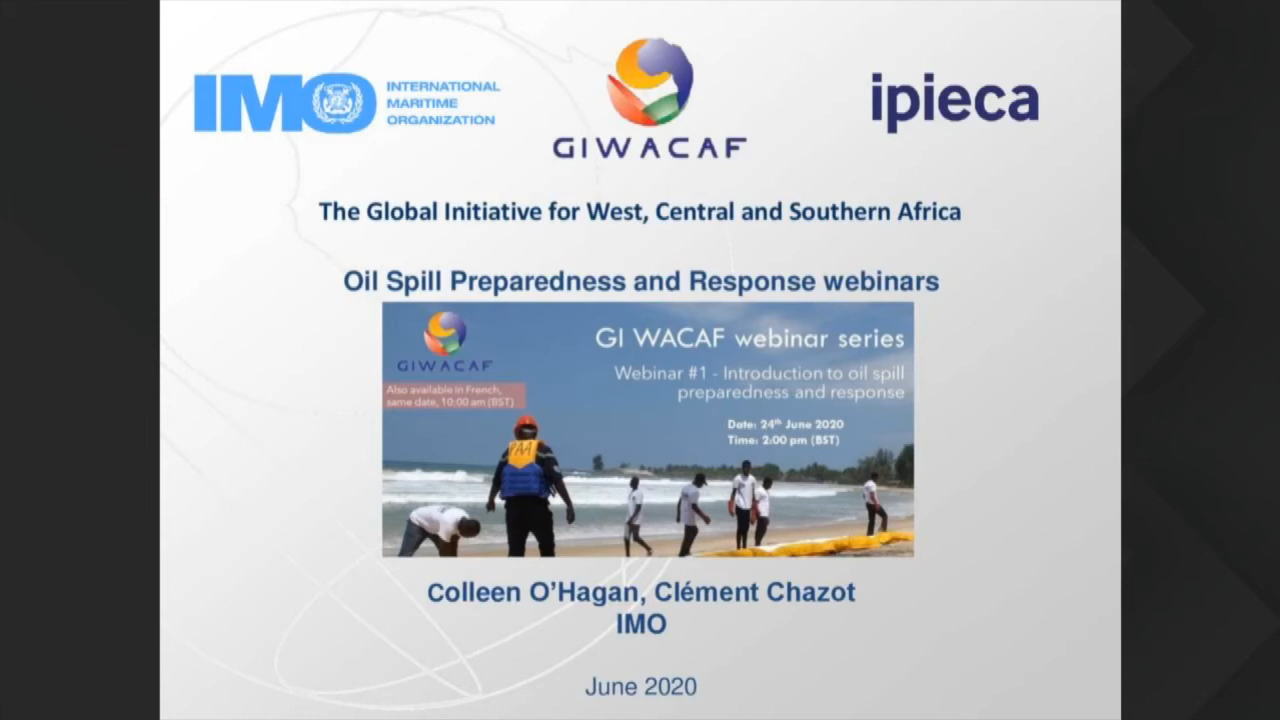 IMO
INTERNATIONAL
MARITIME
ORGANIZATION
GIWACAF
ipieca
The Global Initiative for West, Central and Southern Africa
Oil Spill Preparedness and Response webinars
GIWACAF
GI WACAF webinar series
Webinar #1 - Introduction to oil spill
preparedness and response
Also available in French,
same date, 10:00 am (BST)
Date: 24th June 2020
Time: 2:00 pm (BST)
PAA
Colleen O'Hagan, Clément Chazot
IMO
June 2020